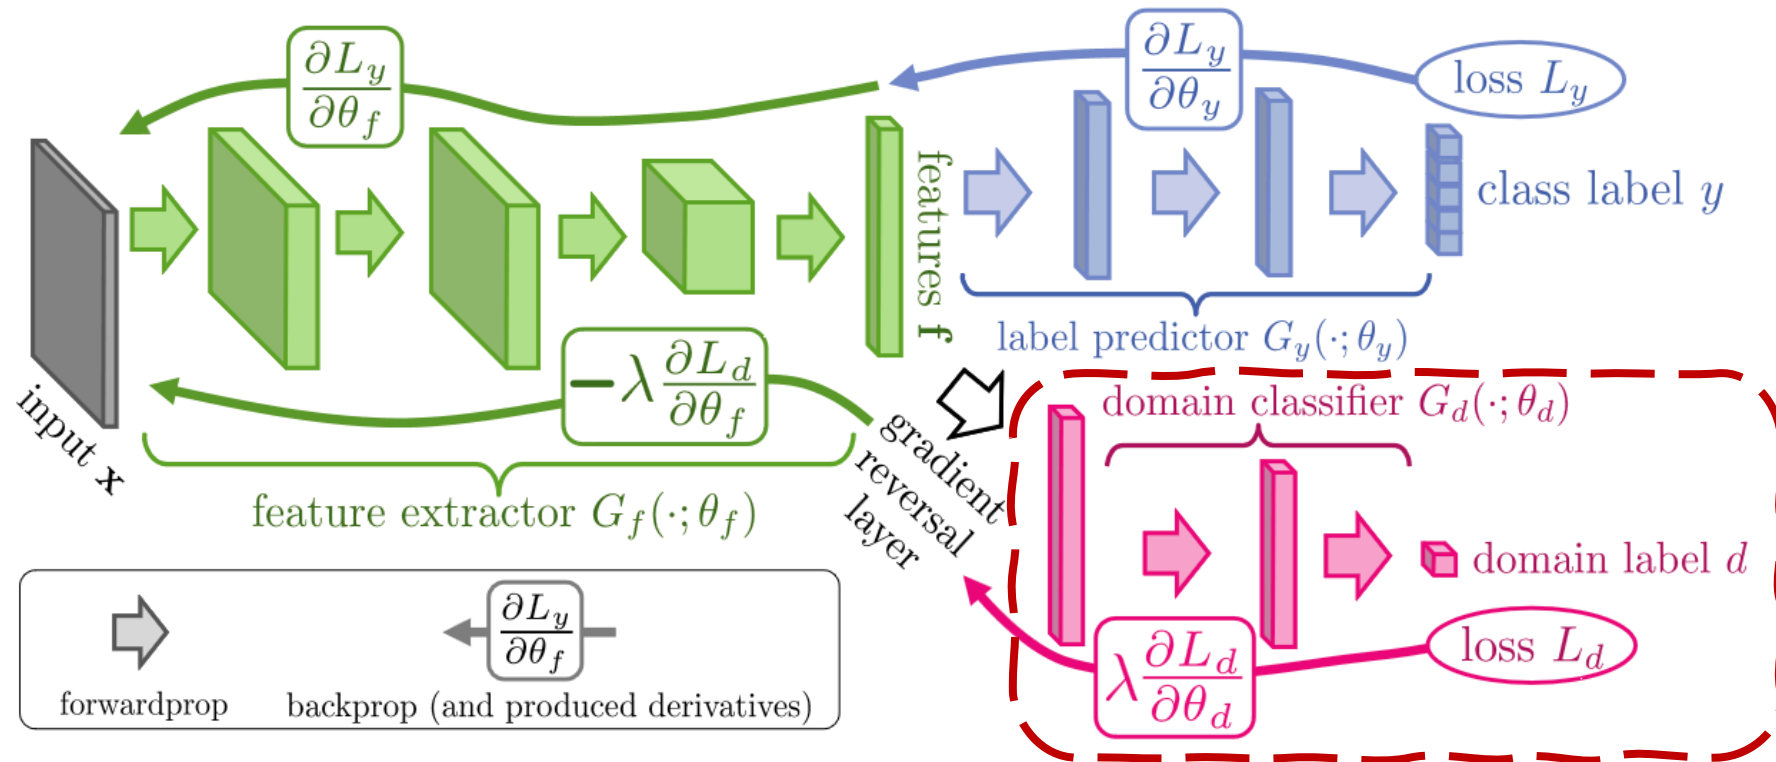 ∂L_y/∂θ_f
∂L_y/∂θ_y
loss L_y
input x
features f
class label y
label predictor G_y(·; θ_y)
−λ ∂L_d/∂θ_f
feature extractor G_f(·; θ_f)
gradient
reversal
layer
domain classifier G_d(·; θ_d)
domain label d
loss L_d
λ ∂L_d/∂θ_d
∂L_y/∂θ_f
forwardprop
backprop (and produced derivatives)